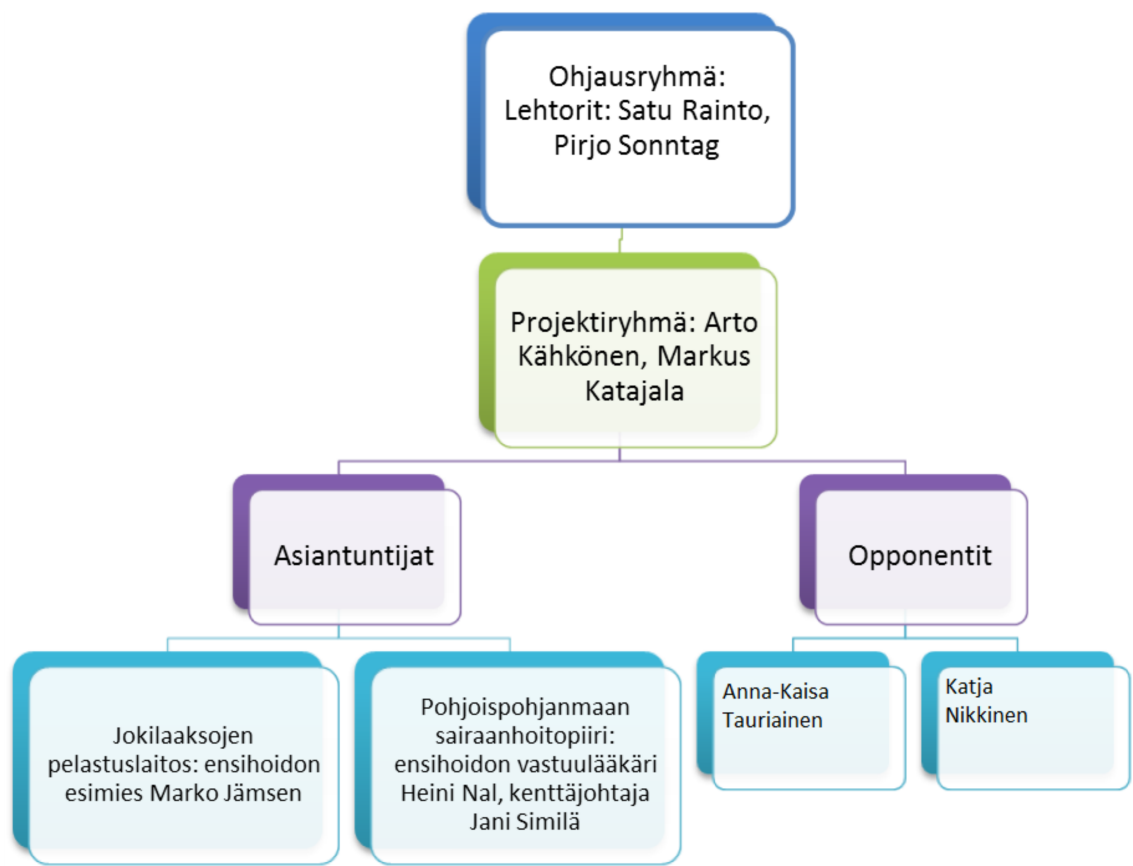 Ohjausryhmä:
Lehtorit: Satu Rainto,
Pirjo Sonntag
Projektiryhmä: Arto
Kähkönen, Markus
Katajala
Asiantuntijat
Opponentit
Jokilaaksojen
pelastuslaitos: ensihoidon
esimies Marko Jämsen
Pohjoispohjanmaan
sairaanhoitopiiri:
ensihoidon vastuulääkäri
Heini Nal, kenttäjohtaja
Jani Similä
Anna-Kaisa
Tauriainen
Katja
Nikkinen